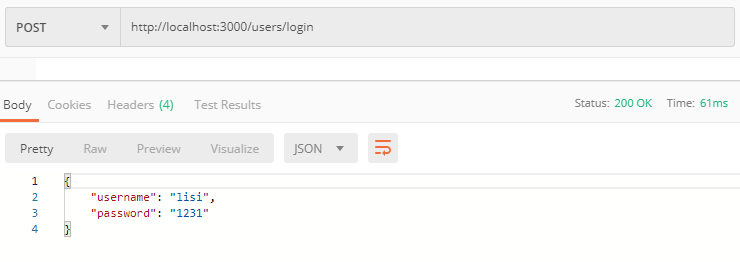 POST http://localhost:3000/users/login
Body Cookies Headers (4) Test Results Status: 200 OK Time: 61ms
Pretty Raw Preview Visualize JSON
1 {
2 "username": "lisi",
3 "password": "1231"
4 }